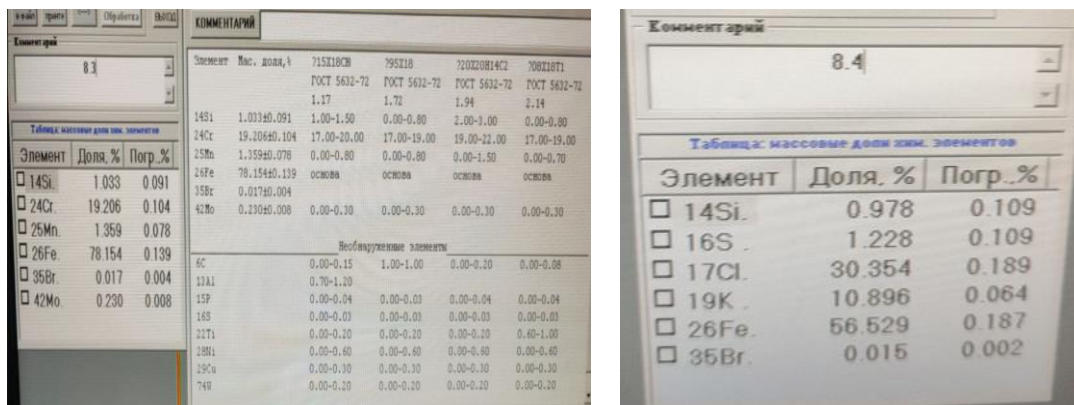 в файл принте Обработка ВЫХОД
Комментарий
8.3
Таблица: массовые доли хим. элементов
Элемент Доля, % Погр.,%
14Si. 1.033 0.091
24Cr. 19.206 0.104
25Mn. 1.359 0.078
26Fe. 78.154 0.139
35Br. 0.017 0.004
42Mo. 0.230 0.008
КОММЕНТАРИЙ
Элемент Мас. доля,% ?15Х18СЮ ?95Х18 ?20Х20Н14С2 ?08Х18Т1
ГОСТ 5632-72 ГОСТ 5632-72 ГОСТ 5632-72 ГОСТ 5632-72
1.17 1.72 1.94 2.14
14Si 1.033±0.091 1.00-1.50 0.00-0.80 2.00-3.00 0.00-0.80
24Cr 19.206±0.104 17.00-20.00 17.00-19.00 19.00-22.00 17.00-19.00
25Mn 1.359±0.078 0.00-0.80 0.00-0.80 0.00-1.50 0.00-0.70
26Fe 78.154±0.139 основа основа основа основа
35Br 0.017±0.004
42Mo 0.230±0.008 0.00-0.30 0.00-0.30 0.00-0.30 0.00-0.30
Необнаруженные элементы
6C 0.00-0.15 1.00-1.00 0.00-0.20 0.00-0.08
13Al 0.70-1.20
15P 0.00-0.04 0.00-0.03 0.00-0.04 0.00-0.04
16S 0.00-0.03 0.00-0.03 0.00-0.03 0.00-0.03
22Ti 0.00-0.20 0.00-0.20 0.00-0.20 0.60-1.00
28Ni 0.00-0.60 0.00-0.60 0.00-0.60
29Cu 0.00-0.30 0.00-0.30 0.00-0.30 0.00-0.30
74W 0.00-0.20 0.00-0.20 0.00-0.20 0.00-0.20
Комментарий
8.4
Таблица: массовые доли хим. элементов
Элемент Доля, % Погр.,%
14Si. 0.978 0.109
16S . 1.228 0.109
17Cl. 30.354 0.189
19K . 10.896 0.064
26Fe. 56.529 0.187
35Br. 0.015 0.002